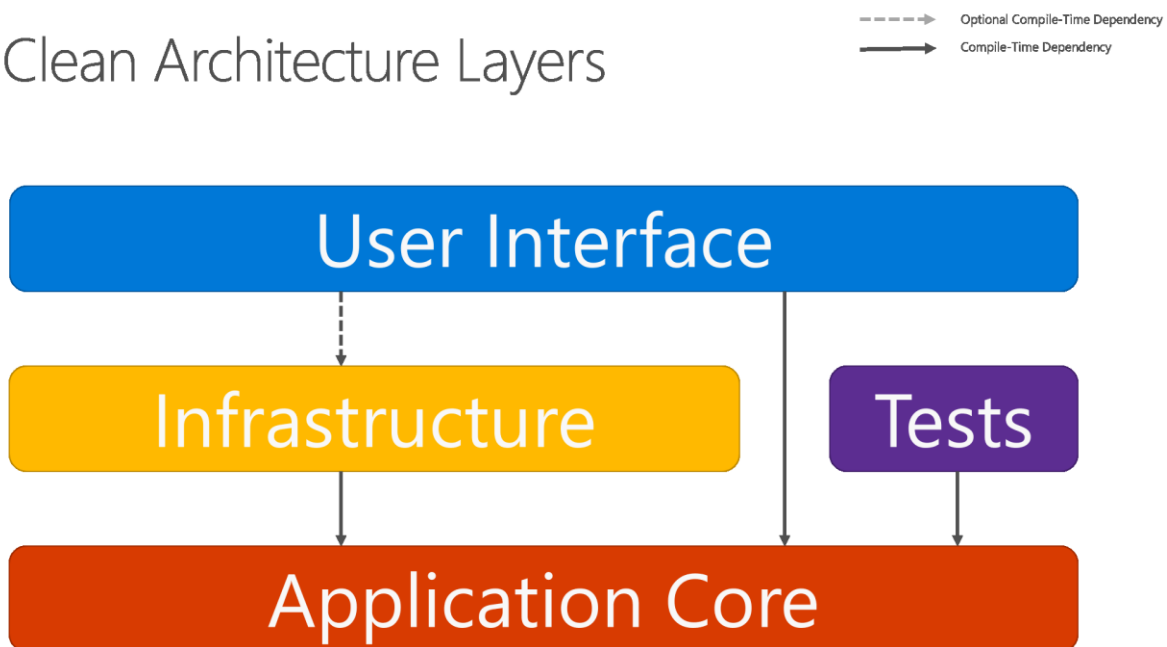 Optional Compile-Time Dependency
Compile-Time Dependency
Clean Architecture Layers
User Interface
Infrastructure
Tests
Application Core